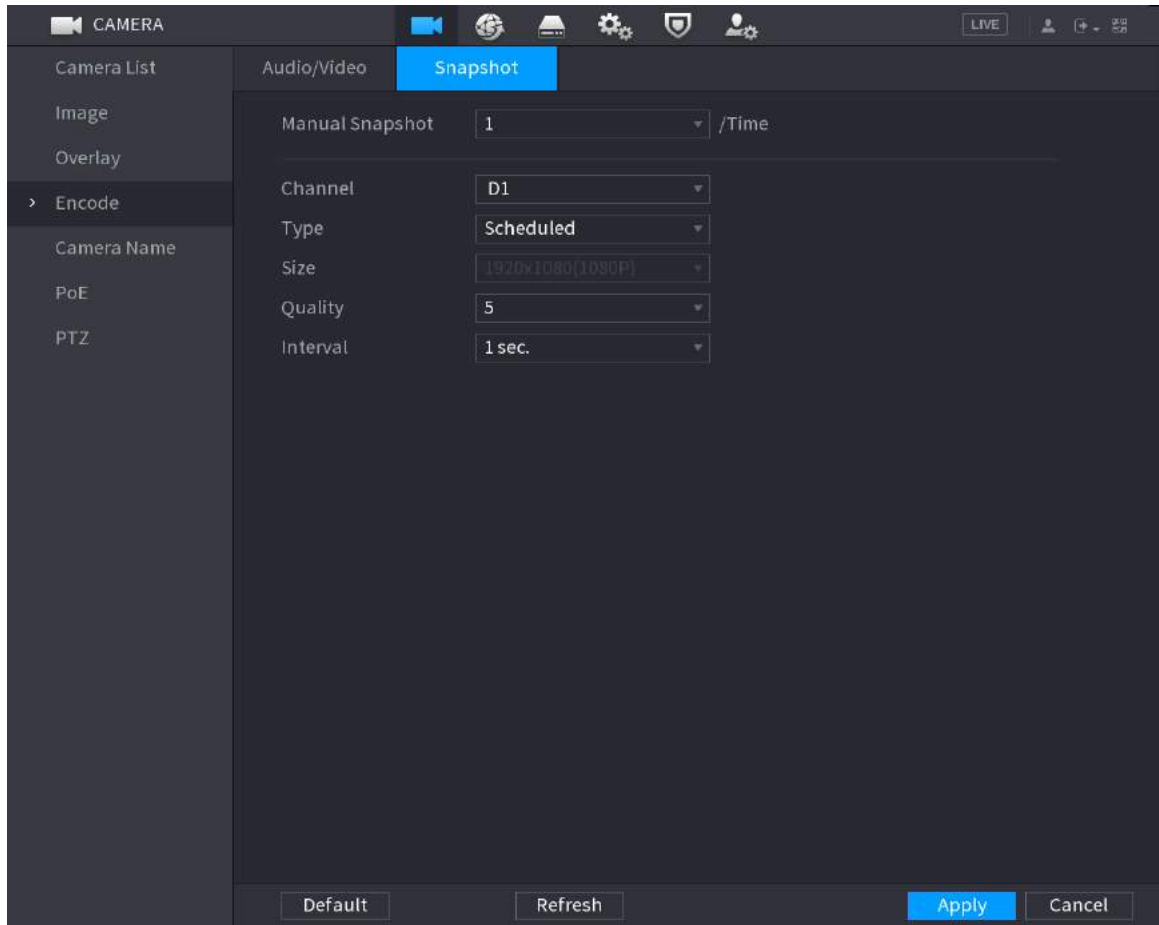 CAMERA LIVE
Camera List
Image
Overlay
> Encode
Camera Name
PoE
PTZ
Audio/Video Snapshot
Manual Snapshot 1 /Time
Channel D1
Type Scheduled
Size 1920x1080(1080P)
Quality 5
Interval 1 sec.
Default Refresh Apply Cancel